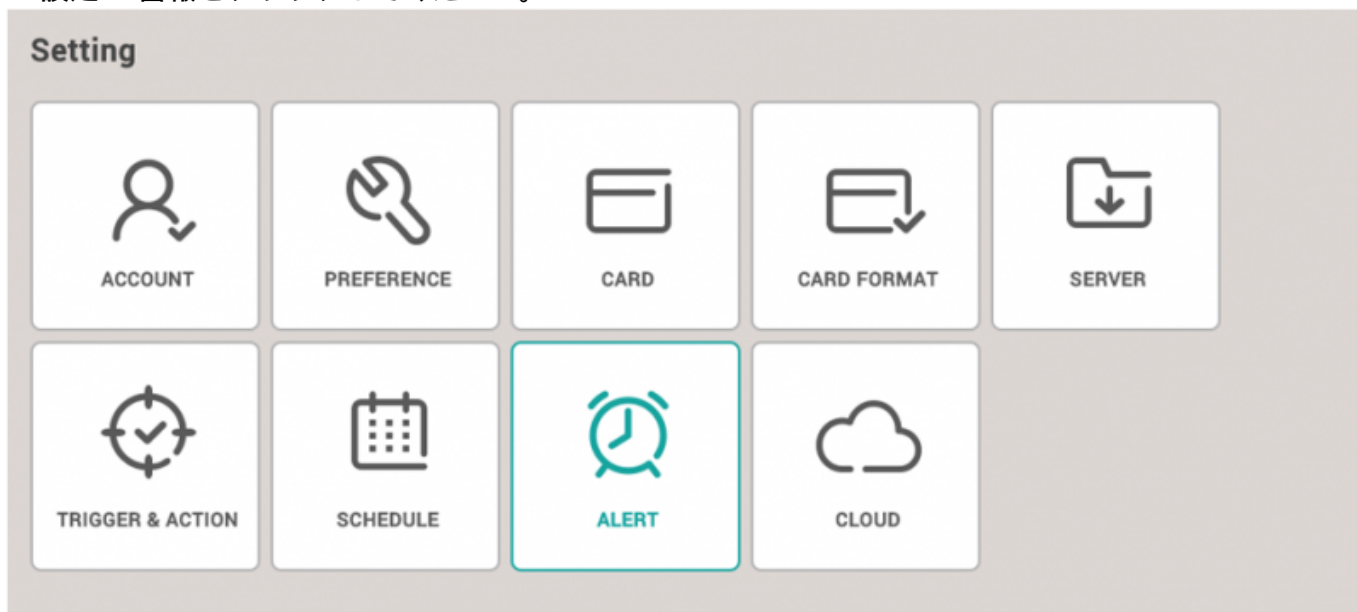 Setting
ACCOUNT
PREFERENCE
CARD
CARD FORMAT
SERVER
TRIGGER & ACTION
SCHEDULE
ALERT
CLOUD